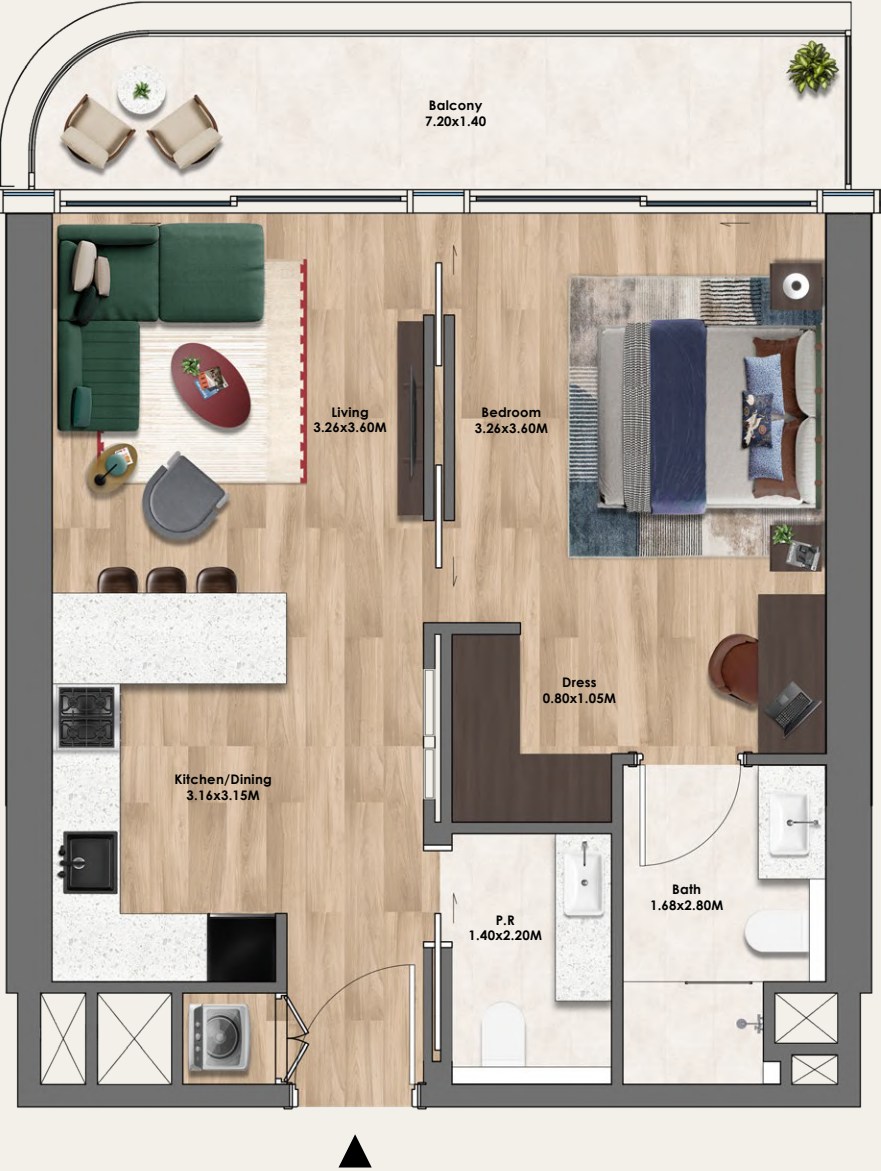 Balcony
7.20x1.40
Living
3.26x3.60M
Bedroom
3.26x3.60M
Dress
0.80x1.05M
Kitchen/Dining
3.16x3.15M
Bath
1.68x2.80M
P.R
1.40x2.20M